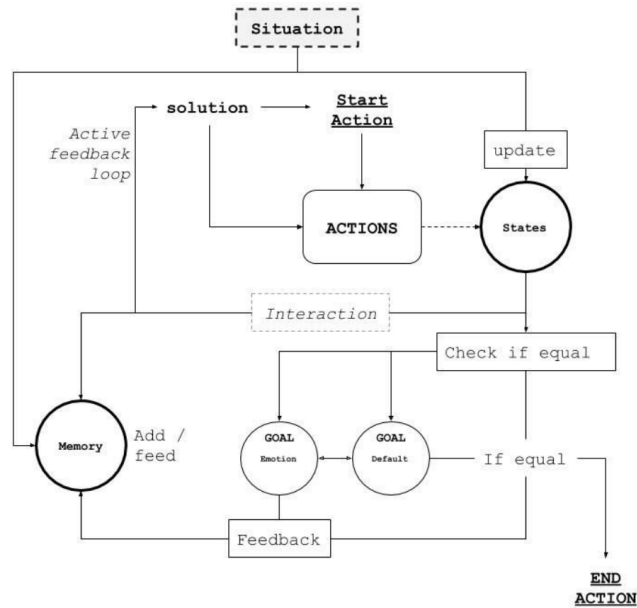 Situation
solution
Start
Action
Active
feedback
loop
update
ACTIONS
States
Interaction
Check if equal
Memory
Add /
feed
GOAL
Emotion
GOAL
Default
If equal
Feedback
END
ACTION